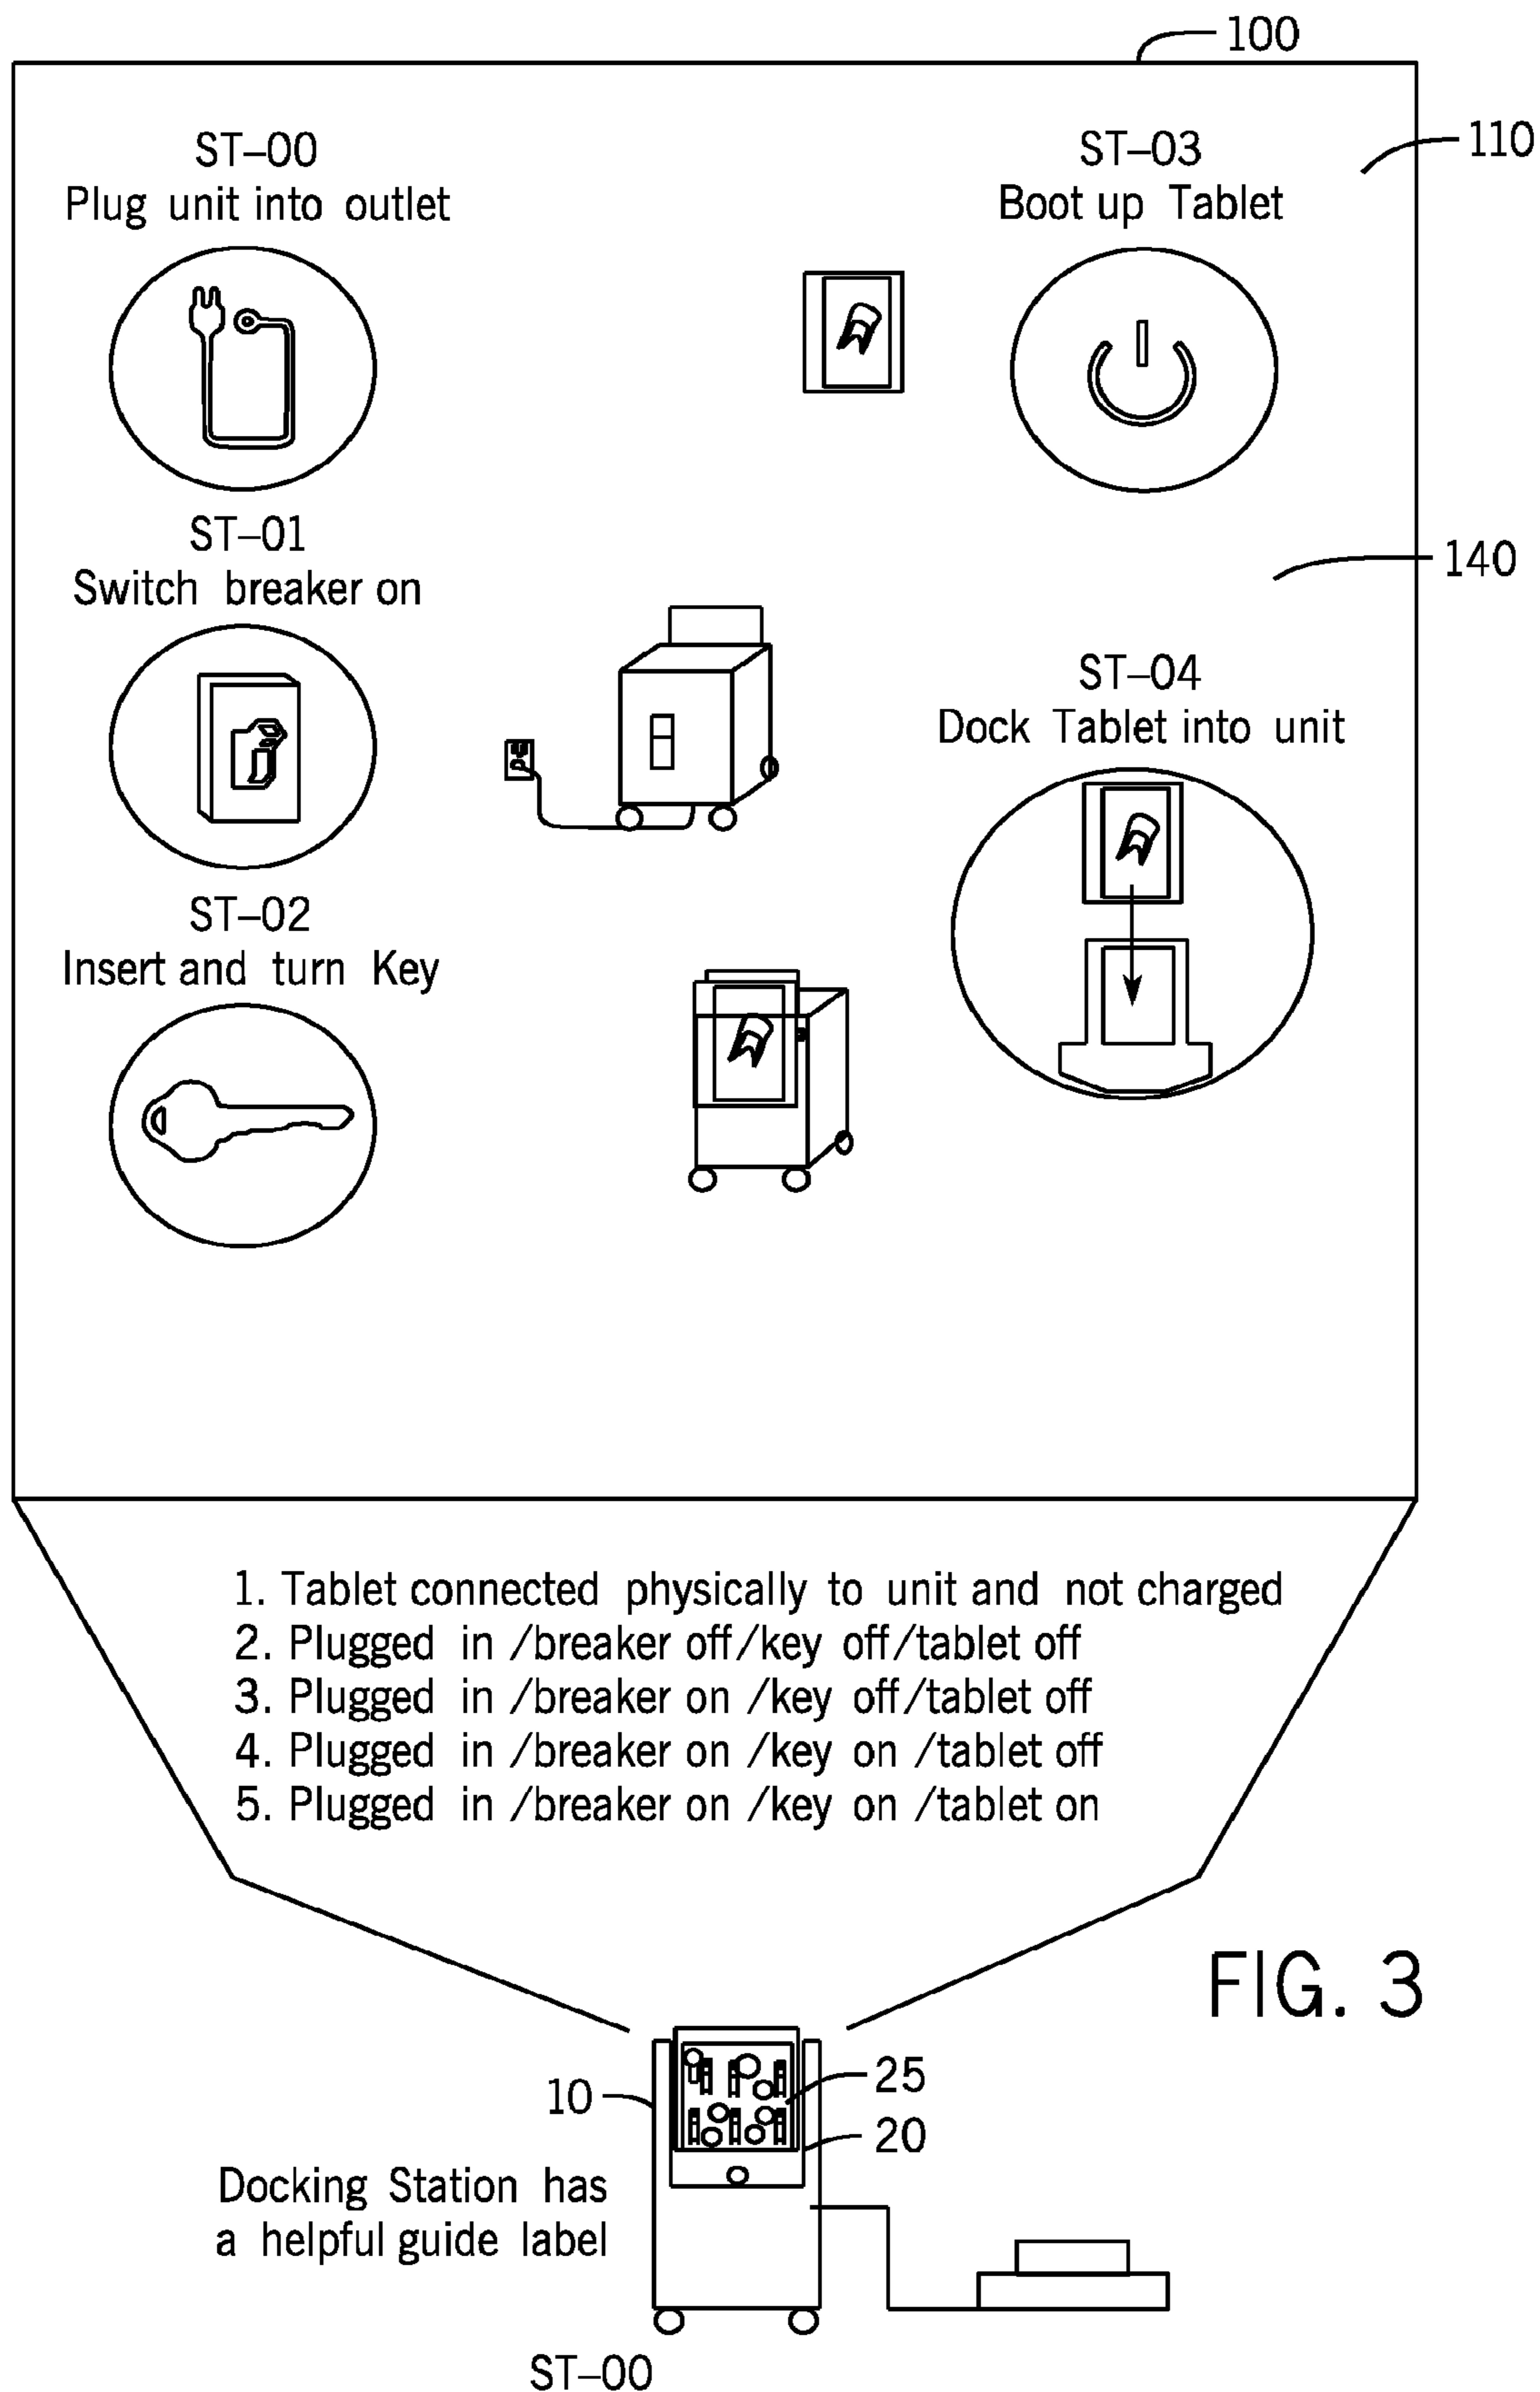 100
110
ST–00
Plug unit into outlet
ST–03
Boot up Tablet
ST–01
Switch breaker on
140
ST–04
Dock Tablet into unit
ST–02
Insert and turn Key
1. Tablet connected physically to unit and not charged
2. Plugged in /breaker off/key off/tablet off
3. Plugged in /breaker on /key off/tablet off
4. Plugged in /breaker on /key on /tablet off
5. Plugged in /breaker on /key on /tablet on
FIG. 3
10
25
20
Docking Station has
a helpful guide label
ST–00